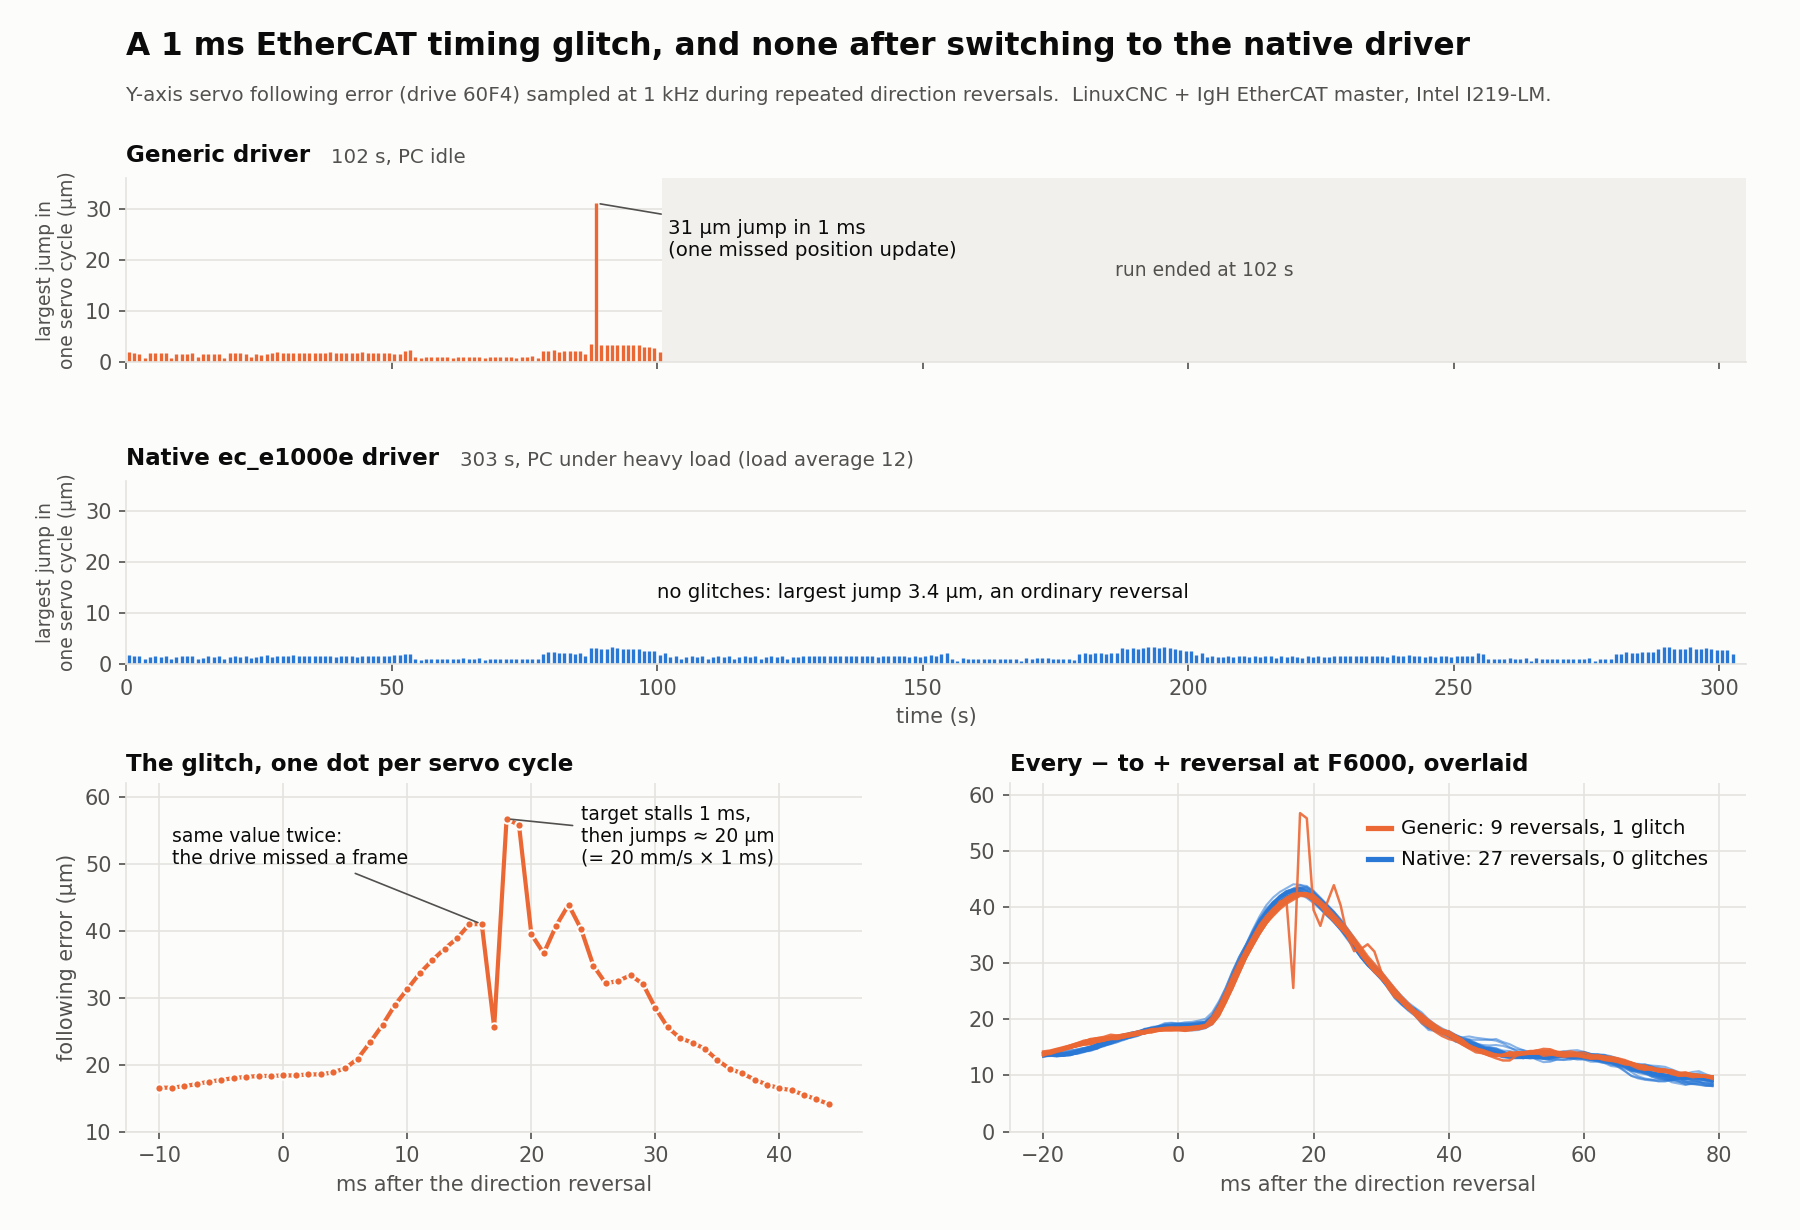 A 1 ms EtherCAT timing glitch, and none after switching to the native driver
Y-axis servo following error (drive 60F4) sampled at 1 kHz during repeated direction reversals.  LinuxCNC + IgH EtherCAT master, Intel I219-LM.
Generic driver 102 s, PC idle
largest jump in
one servo cycle (µm)
30
20
10
0
31 µm jump in 1 ms
(one missed position update)
run ended at 102 s
Native ec_e1000e driver 303 s, PC under heavy load (load average 12)
largest jump in
one servo cycle (µm)
30
20
10
0
no glitches: largest jump 3.4 µm, an ordinary reversal
0 50 100 150 200 250 300
time (s)
The glitch, one dot per servo cycle
following error (µm)
60
50
40
30
20
10
same value twice:
the drive missed a frame
target stalls 1 ms,
then jumps ≈ 20 µm
(= 20 mm/s × 1 ms)
−10 0 10 20 30 40
ms after the direction reversal
Every − to + reversal at F6000, overlaid
60
50
40
30
20
10
0
Generic: 9 reversals, 1 glitch
Native: 27 reversals, 0 glitches
−20 0 20 40 60 80
ms after the direction reversal